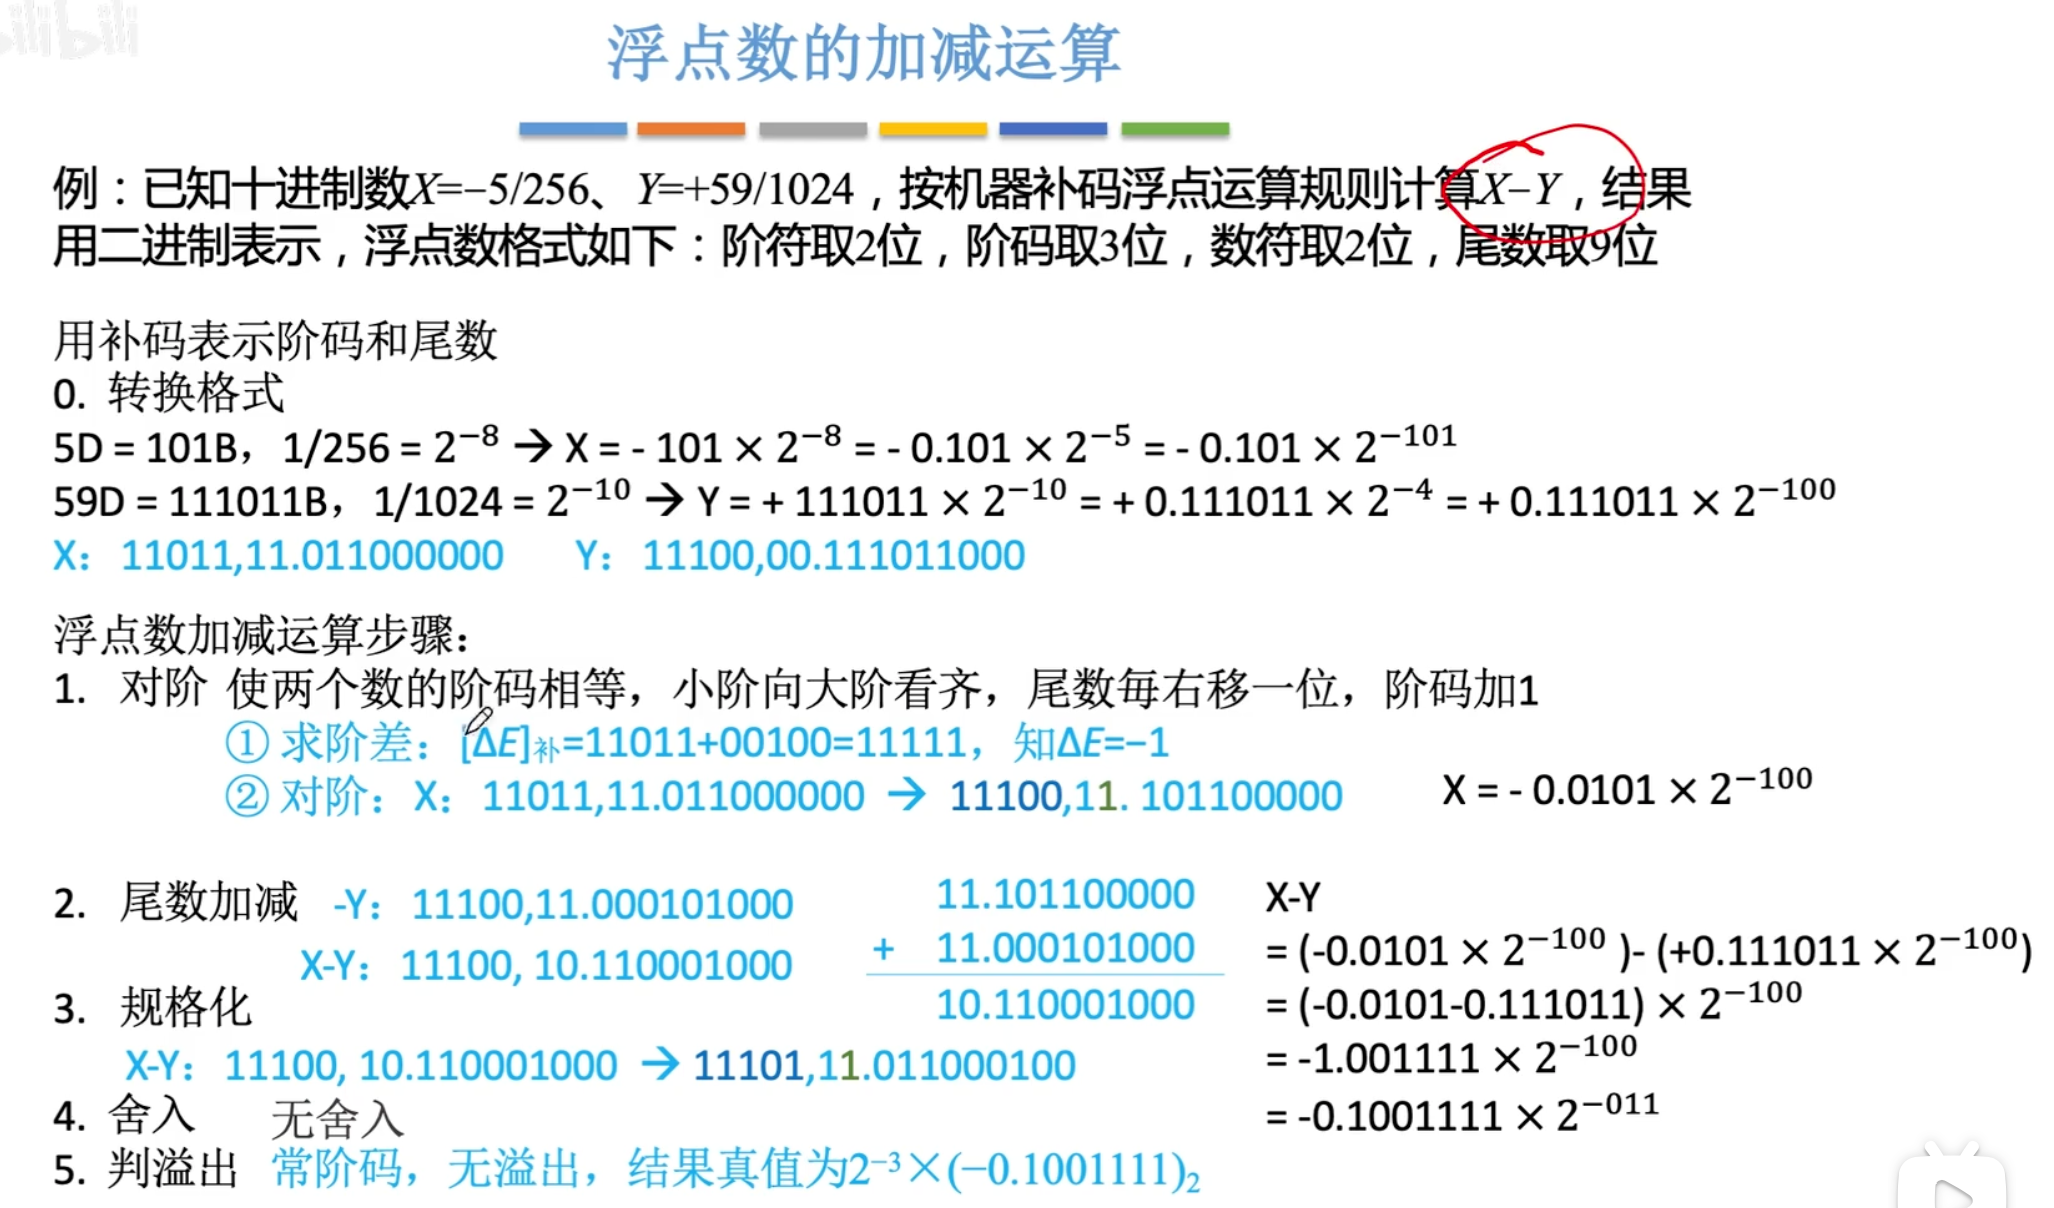 bilibili
浮点数的加减运算
例：已知十进制数X=−5/256、Y=+59/1024，按机器补码浮点运算规则计算X−Y，结果
用二进制表示，浮点数格式如下：阶符取2位，阶码取3位，数符取2位，尾数取9位
用补码表示阶码和尾数
0. 转换格式
5D = 101B，1/256 = 2⁻⁸ → X = - 101 × 2⁻⁸ = - 0.101 × 2⁻⁵ = - 0.101 × 2⁻¹⁰¹
59D = 111011B，1/1024 = 2⁻¹⁰ → Y = + 111011 × 2⁻¹⁰ = + 0.111011 × 2⁻⁴ = + 0.111011 × 2⁻¹⁰⁰
X：11011,11.011000000 Y：11100,00.111011000
浮点数加减运算步骤：
1. 对阶 使两个数的阶码相等，小阶向大阶看齐，尾数每右移一位，阶码加1
① 求阶差：[ΔE]补=11011+00100=11111，知ΔE=−1
② 对阶：X：11011,11.011000000 → 11100,11. 101100000 X = - 0.0101 × 2⁻¹⁰⁰
2. 尾数加减 -Y：11100,11.000101000
X-Y：11100, 10.110001000
11.101100000
+ 11.000101000
10.110001000
X-Y
= (-0.0101 × 2⁻¹⁰⁰ )- (+0.111011 × 2⁻¹⁰⁰)
= (-0.0101-0.111011) × 2⁻¹⁰⁰
= -1.001111 × 2⁻¹⁰⁰
= -0.1001111 × 2⁻⁰¹¹
3. 规格化
X-Y：11100, 10.110001000 → 11101,11.011000100
4. 舍入 无舍入
5. 判溢出 常阶码，无溢出，结果真值为2⁻³×(−0.1001111)₂